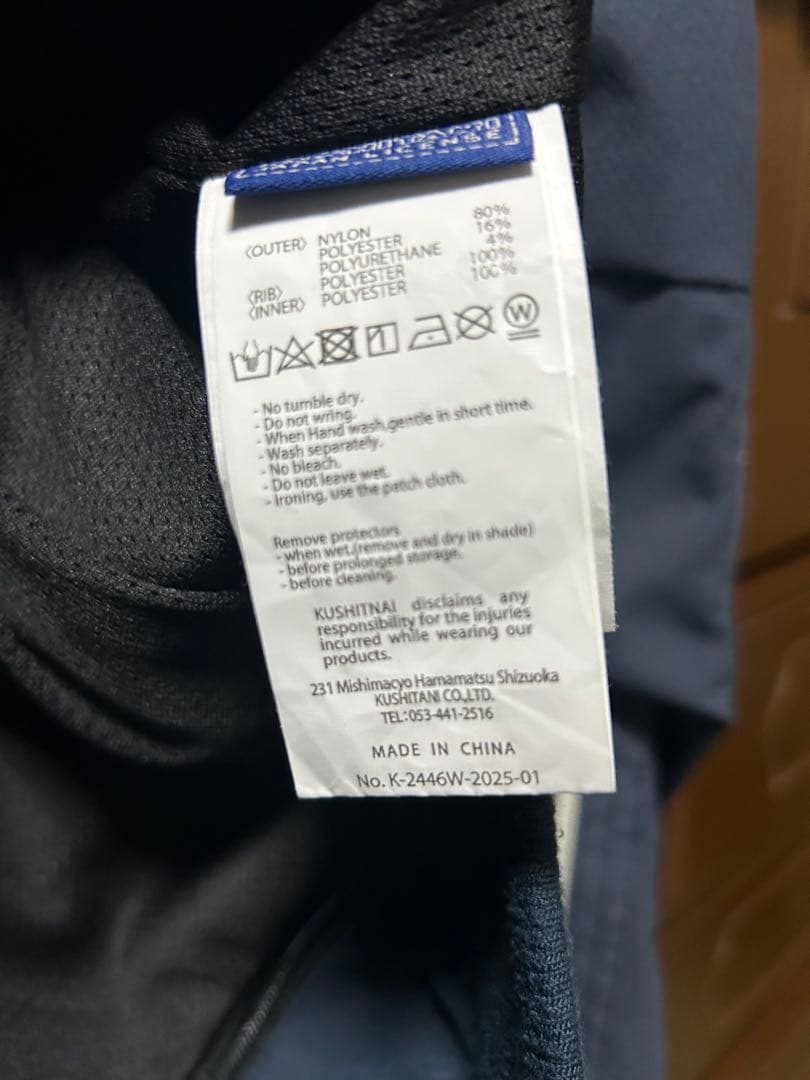 JAPAN LICENSE
〈OUTER〉 NYLON 80%
POLYESTER 16%
POLYURETHANE 4%
〈RIB〉 POLYESTER 100%
〈INNER〉 POLYESTER 100%
1
W
- No tumble dry.
- Do not wring.
- When Hand wash,gentle in short time.
- Wash separately.
- No bleach.
- Do not leave wet.
- Ironing, use the patch cloth.
Remove protectors
- when wet.(remove and dry in shade)
- before prolonged storage.
- before cleaning.
KUSHITNAI disclaims any
responsibility for the injuries
incurred while wearing our
products.
231 Mishimacyo Hamamatsu Shizuoka
KUSHITANI CO.,LTD.
TEL:053-441-2516
MADE IN CHINA
No. K-2446W-2025-01